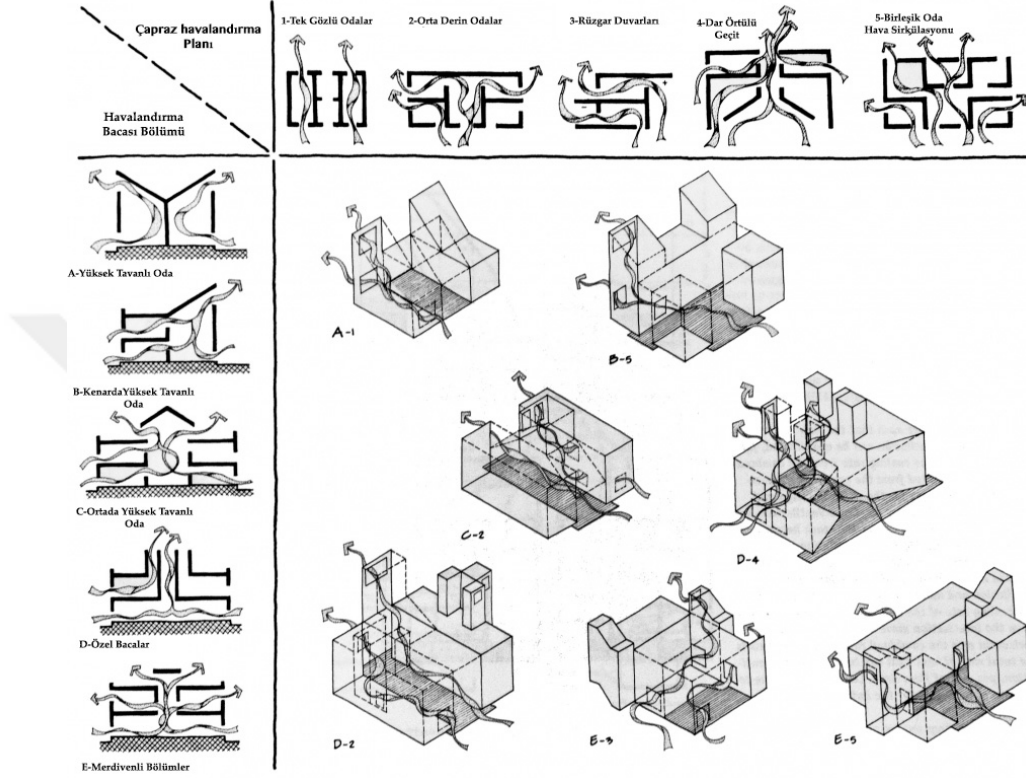 Çapraz havalandırma
Planı
Havalandırma
Bacası Bölümü
1-Tek Gözlü Odalar
2-Orta Derin Odalar
3-Rüzgar Duvarları
4-Dar Örtülü
Geçit
5-Birleşik Oda
Hava Sirkülasyonu
+
-
A-Yüksek Tavanlı Oda
B-KenardaYüksek Tavanlı
Oda
C-Ortada Yüksek Tavanlı
Oda
D-Özel Bacalar
E-Merdivenli Bölümler
A-1
B-5
C-2
D-4
D-2
E-3
E-5